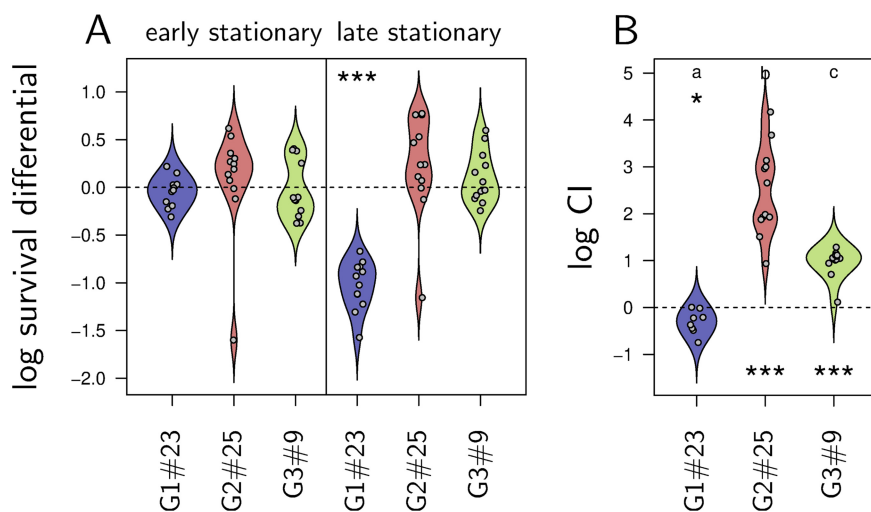 A
early stationary
late stationary
log survival differential
1.0
0.5
0.0
−0.5
−1.0
−1.5
−2.0
***
G1#23
G2#25
G3#9
G1#23
G2#25
G3#9
B
log CI
5
4
3
2
1
0
−1
a
b
c
*
***
***
G1#23
G2#25
G3#9